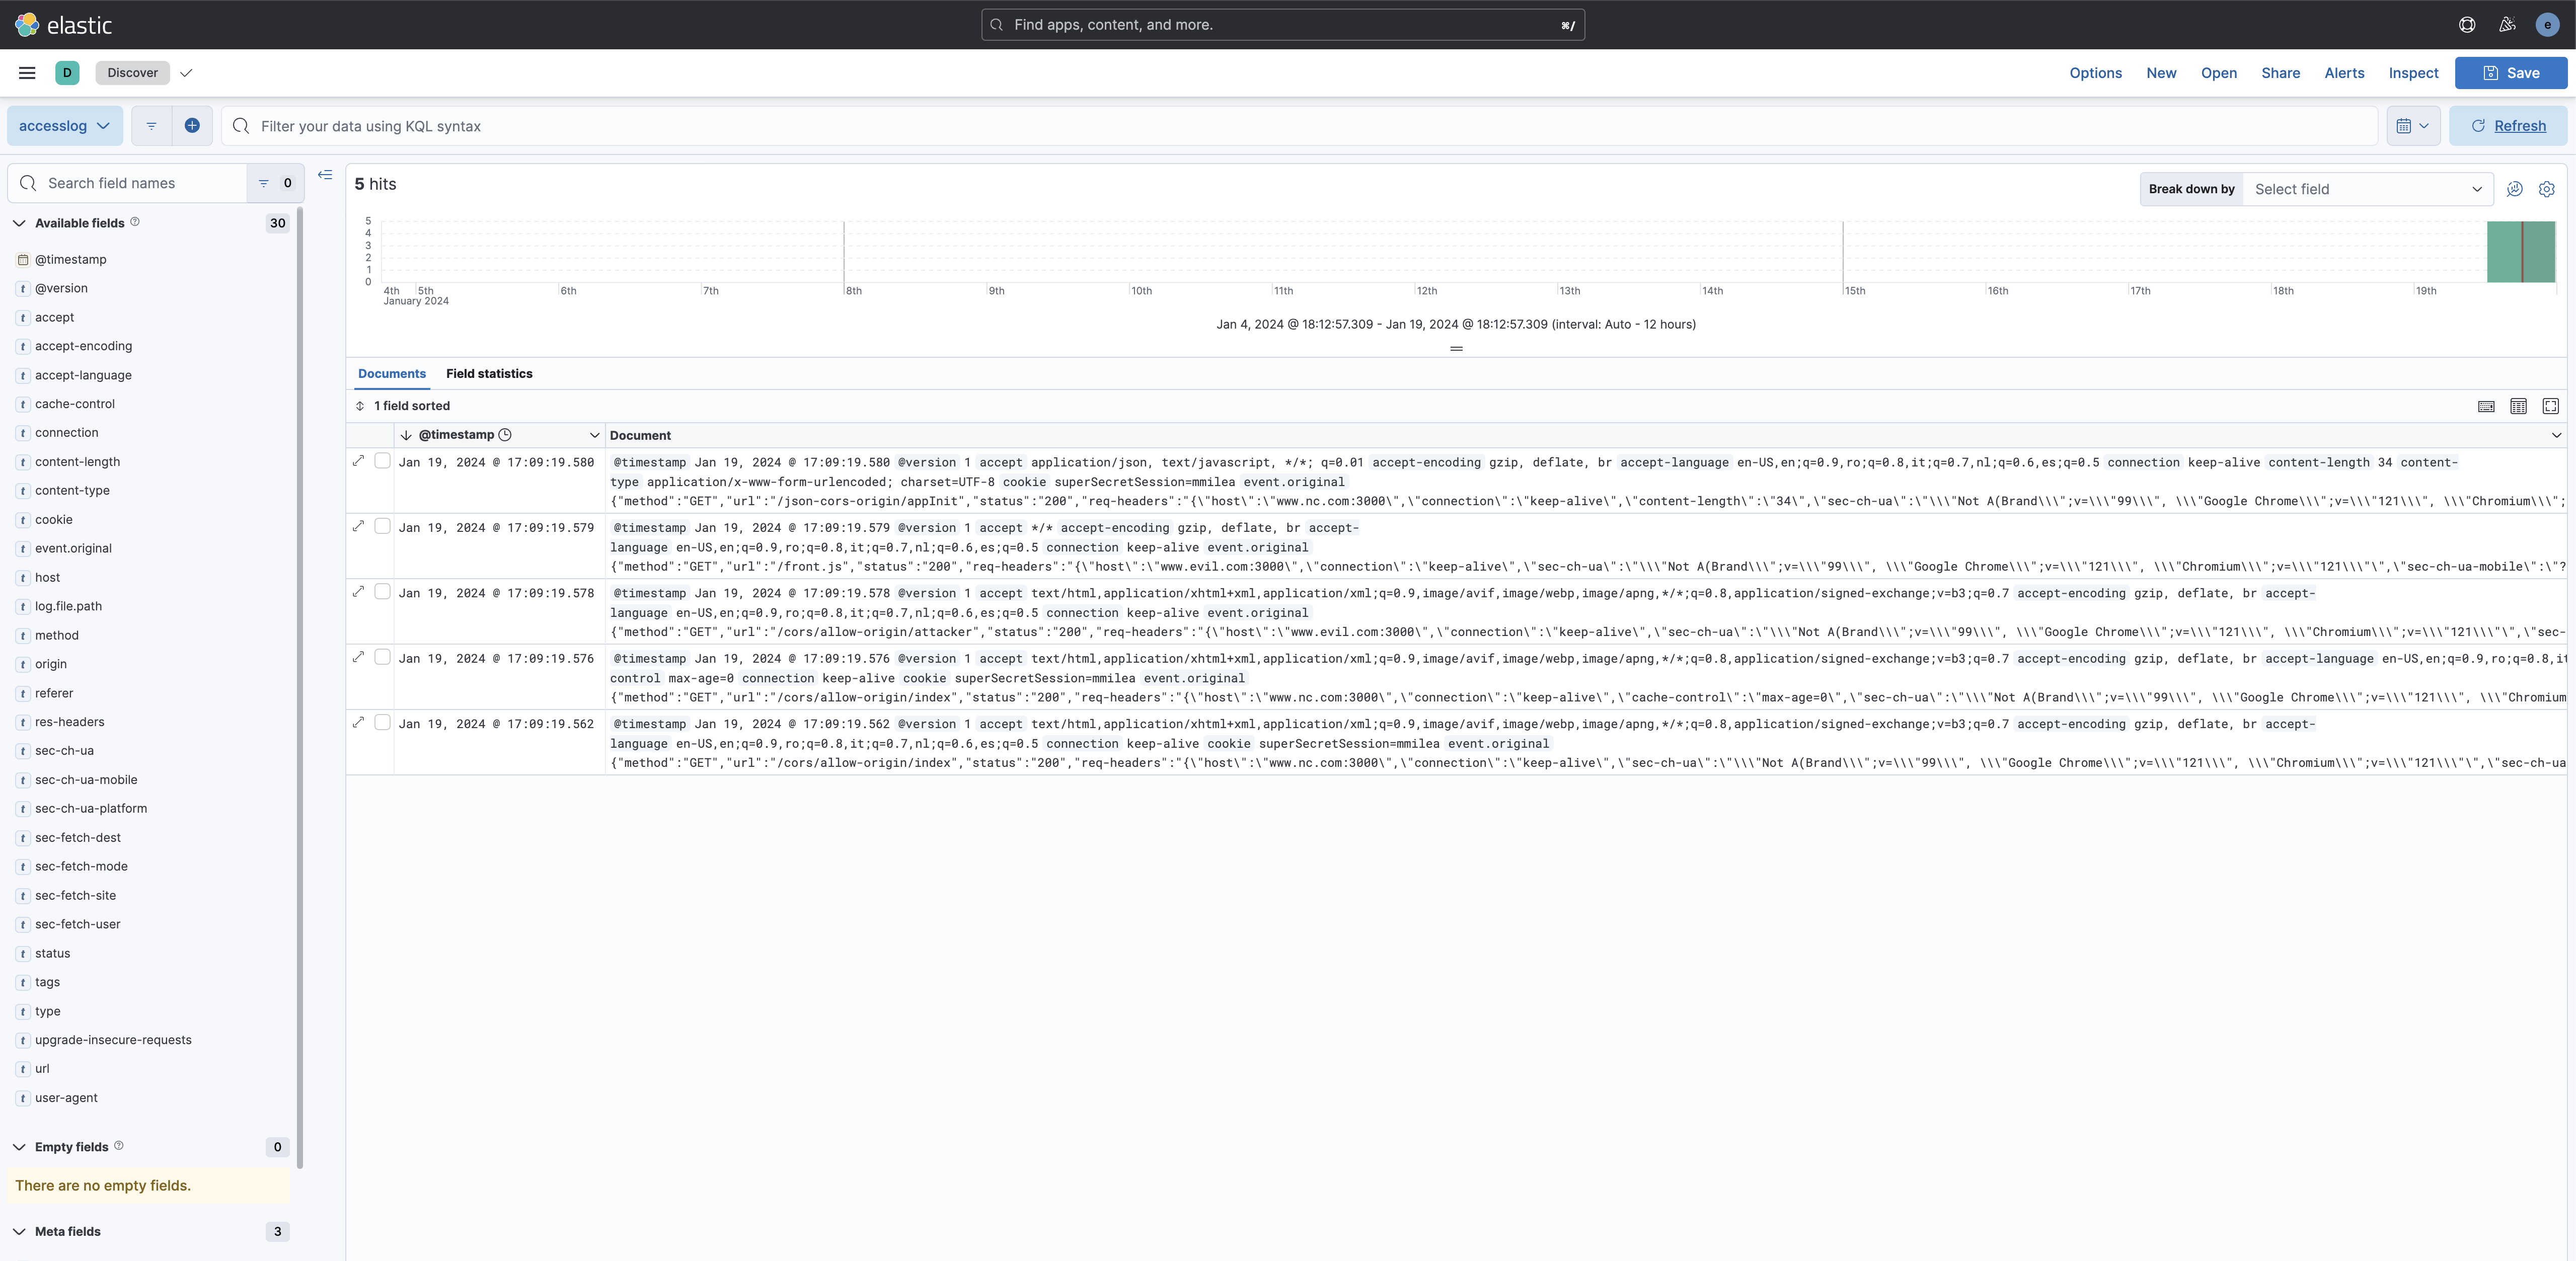 elastic
Find apps, content, and more.
⌘/
e
D
Discover
Options
New
Open
Share
Alerts
Inspect
Save
accesslog
Filter your data using KQL syntax
Refresh
Search field names
0
Available fields
30
@timestamp
t @version
t accept
t accept-encoding
t accept-language
t cache-control
t connection
t content-length
t content-type
t cookie
t event.original
t host
t log.file.path
t method
t origin
t referer
t res-headers
t sec-ch-ua
t sec-ch-ua-mobile
t sec-ch-ua-platform
t sec-fetch-dest
t sec-fetch-mode
t sec-fetch-site
t sec-fetch-user
t status
t tags
t type
t upgrade-insecure-requests
t url
t user-agent
Empty fields
0
There are no empty fields.
Meta fields
3
5 hits
Break down by
Select field
5
4
3
2
1
0
4th 5th 6th 7th 8th 9th 10th 11th 12th 13th 14th 15th 16th 17th 18th 19th
January 2024
Jan 4, 2024 @ 18:12:57.309 - Jan 19, 2024 @ 18:12:57.309 (interval: Auto - 12 hours)
Documents
Field statistics
1 field sorted
@timestamp
Document
Jan 19, 2024 @ 17:09:19.580
@timestamp Jan 19, 2024 @ 17:09:19.580 @version 1 accept application/json, text/javascript, */*; q=0.01 accept-encoding gzip, deflate, br accept-language en-US,en;q=0.9,ro;q=0.8,it;q=0.7,nl;q=0.6,es;q=0.5 connection keep-alive content-length 34 content-
type application/x-www-form-urlencoded; charset=UTF-8 cookie superSecretSession=mmilea event.original
{"method":"GET","url":"/json-cors-origin/appInit","status":"200","req-headers":"{\"host\":\"www.nc.com:3000\",\"connection\":\"keep-alive\",\"content-length\":\"34\",\"sec-ch-ua\":\"\\\"Not A(Brand\\\";v=\\\"99\\\", \\\"Google Chrome\\\";v=\\\"121\\\", \\\"Chromium\\\";
Jan 19, 2024 @ 17:09:19.579
@timestamp Jan 19, 2024 @ 17:09:19.579 @version 1 accept */* accept-encoding gzip, deflate, br accept-
language en-US,en;q=0.9,ro;q=0.8,it;q=0.7,nl;q=0.6,es;q=0.5 connection keep-alive event.original
{"method":"GET","url":"/front.js","status":"200","req-headers":"{\"host\":\"www.evil.com:3000\",\"connection\":\"keep-alive\",\"sec-ch-ua\":\"\\\"Not A(Brand\\\";v=\\\"99\\\", \\\"Google Chrome\\\";v=\\\"121\\\", \\\"Chromium\\\";v=\\\"121\\\"\",\"sec-ch-ua-mobile\":\"?
Jan 19, 2024 @ 17:09:19.578
@timestamp Jan 19, 2024 @ 17:09:19.578 @version 1 accept text/html,application/xhtml+xml,application/xml;q=0.9,image/avif,image/webp,image/apng,*/*;q=0.8,application/signed-exchange;v=b3;q=0.7 accept-encoding gzip, deflate, br accept-
language en-US,en;q=0.9,ro;q=0.8,it;q=0.7,nl;q=0.6,es;q=0.5 connection keep-alive event.original
{"method":"GET","url":"/cors/allow-origin/attacker","status":"200","req-headers":"{\"host\":\"www.evil.com:3000\",\"connection\":\"keep-alive\",\"sec-ch-ua\":\"\\\"Not A(Brand\\\";v=\\\"99\\\", \\\"Google Chrome\\\";v=\\\"121\\\", \\\"Chromium\\\";v=\\\"121\\\"\",\"sec-
Jan 19, 2024 @ 17:09:19.576
@timestamp Jan 19, 2024 @ 17:09:19.576 @version 1 accept text/html,application/xhtml+xml,application/xml;q=0.9,image/avif,image/webp,image/apng,*/*;q=0.8,application/signed-exchange;v=b3;q=0.7 accept-encoding gzip, deflate, br accept-language en-US,en;q=0.9,ro;q=0.8,it
control max-age=0 connection keep-alive cookie superSecretSession=mmilea event.original
{"method":"GET","url":"/cors/allow-origin/index","status":"200","req-headers":"{\"host\":\"www.nc.com:3000\",\"connection\":\"keep-alive\",\"cache-control\":\"max-age=0\",\"sec-ch-ua\":\"\\\"Not A(Brand\\\";v=\\\"99\\\", \\\"Google Chrome\\\";v=\\\"121\\\", \\\"Chromium
Jan 19, 2024 @ 17:09:19.562
@timestamp Jan 19, 2024 @ 17:09:19.562 @version 1 accept text/html,application/xhtml+xml,application/xml;q=0.9,image/avif,image/webp,image/apng,*/*;q=0.8,application/signed-exchange;v=b3;q=0.7 accept-encoding gzip, deflate, br accept-
language en-US,en;q=0.9,ro;q=0.8,it;q=0.7,nl;q=0.6,es;q=0.5 connection keep-alive cookie superSecretSession=mmilea event.original
{"method":"GET","url":"/cors/allow-origin/index","status":"200","req-headers":"{\"host\":\"www.nc.com:3000\",\"connection\":\"keep-alive\",\"sec-ch-ua\":\"\\\"Not A(Brand\\\";v=\\\"99\\\", \\\"Google Chrome\\\";v=\\\"121\\\", \\\"Chromium\\\";v=\\\"121\\\"\",\"sec-ch-ua